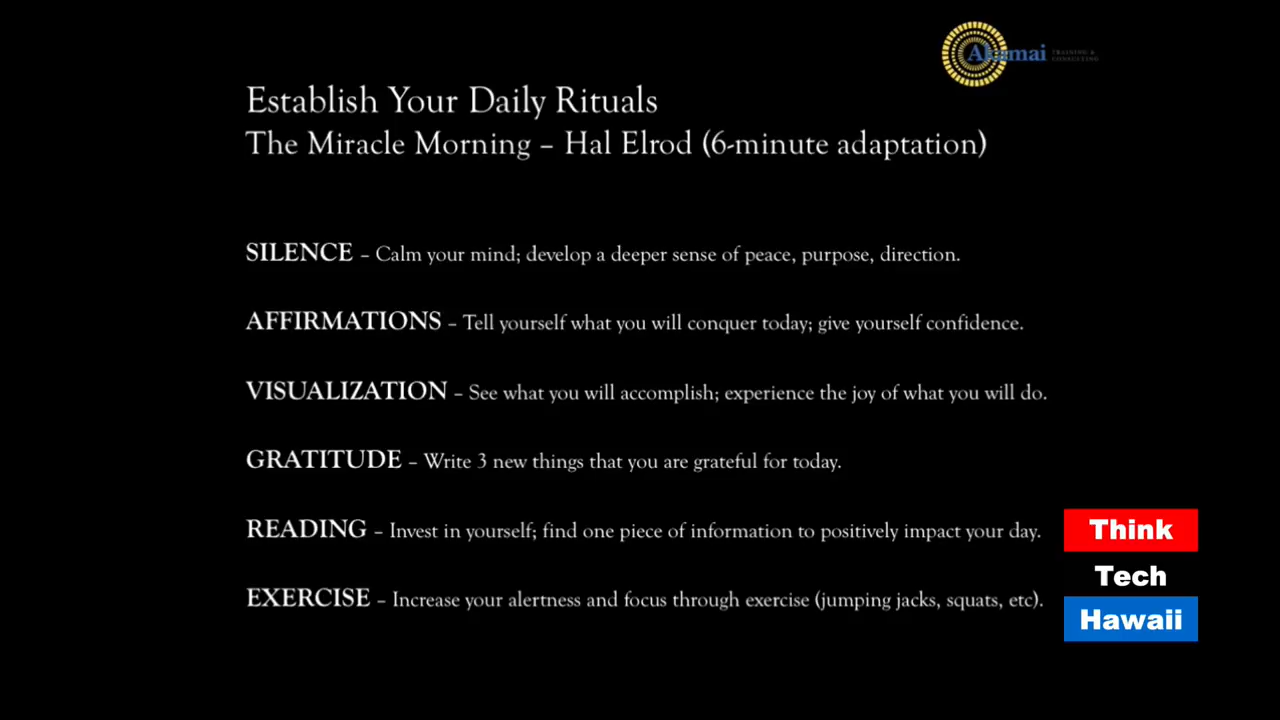 Akamai TRAINING & CONSULTING
Establish Your Daily Rituals
The Miracle Morning – Hal Elrod (6-minute adaptation)
SILENCE – Calm your mind; develop a deeper sense of peace, purpose, direction.
AFFIRMATIONS – Tell yourself what you will conquer today; give yourself confidence.
VISUALIZATION – See what you will accomplish; experience the joy of what you will do.
GRATITUDE – Write 3 new things that you are grateful for today.
READING – Invest in yourself; find one piece of information to positively impact your day.
EXERCISE – Increase your alertness and focus through exercise (jumping jacks, squats, etc).
Think
Tech
Hawaii